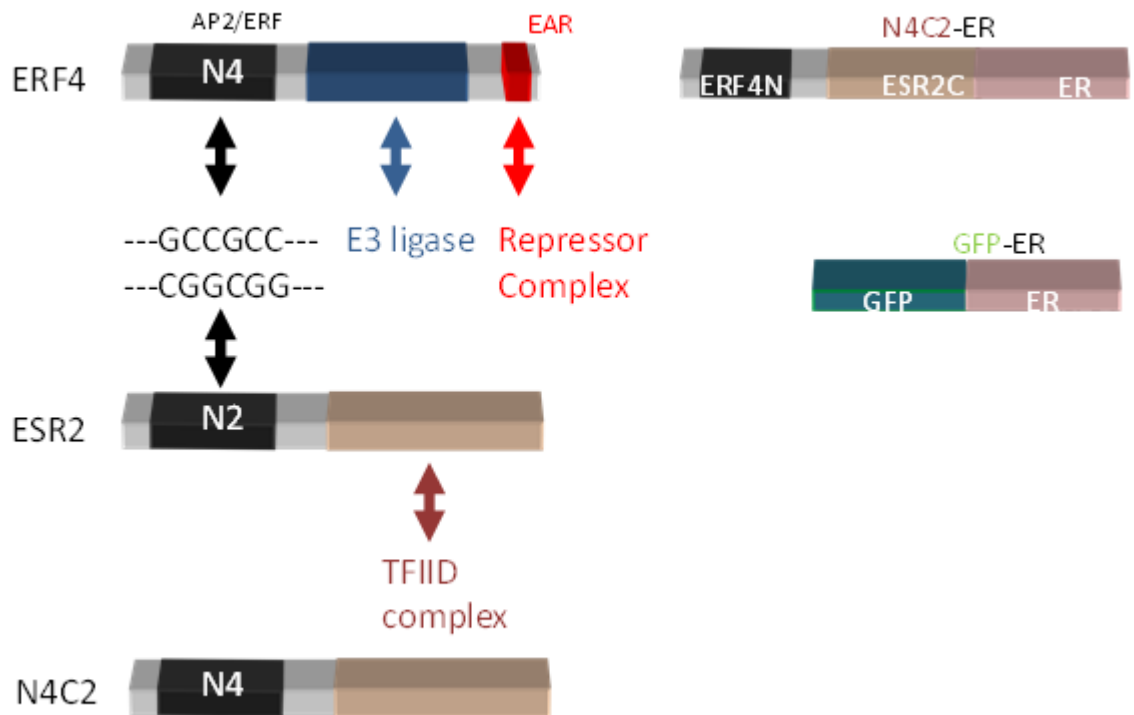 AP2/ERF
EAR
ERF4
N4
---GCCGCC---
---CGGCGG---
E3 ligase
Repressor
Complex
ESR2
N2
TFIID
complex
N4C2
N4
N4C2-ER
ERF4N
ESR2C
ER
GFP-ER
GFP
ER